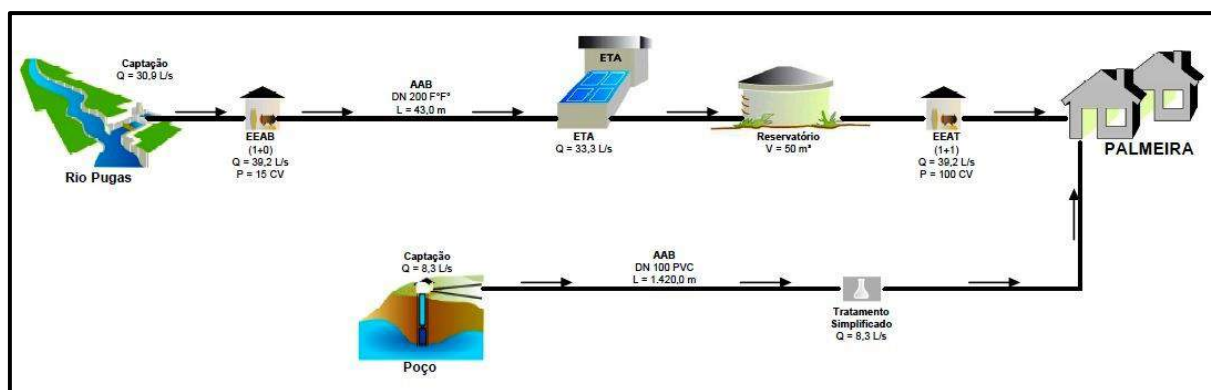 Captação
Q = 30,9 L/s
Rio Pugas
EEAB
(1+0)
Q = 39,2 L/s
P = 15 CV
AAB
DN 200 FºFº
L = 43,0 m
ETA
ETA
Q = 33,3 L/s
Reservatório
V = 50 m³
EEAT
(1+1)
Q = 39,2 L/s
P = 100 CV
PALMEIRA
Captação
Q = 8,3 L/s
Poço
AAB
DN 100 PVC
L = 1.420,0 m
Tratamento
Simplificado
Q = 8,3 L/s